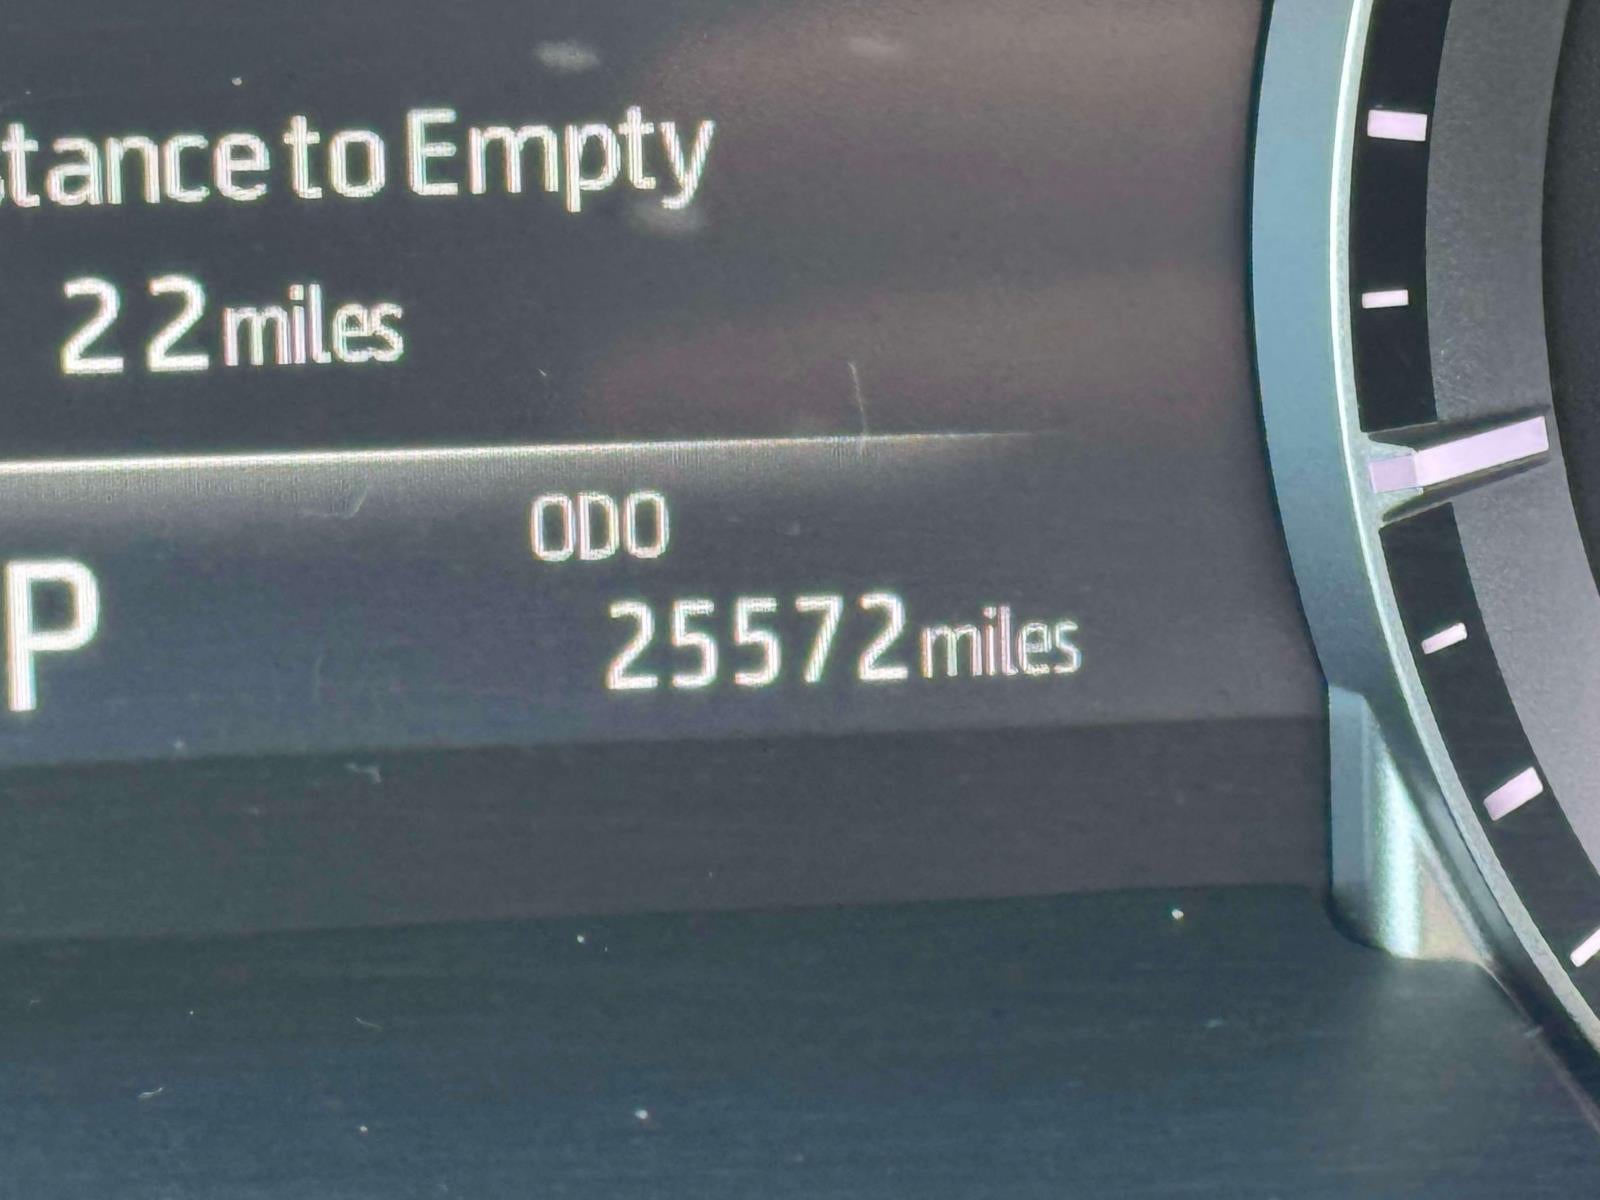 stance to Empty
22 miles
ODO
P
25572 miles